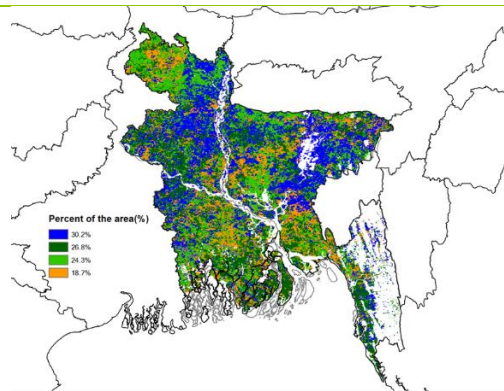 Percent of the area(%)
30.2%
26.8%
24.3%
18.7%